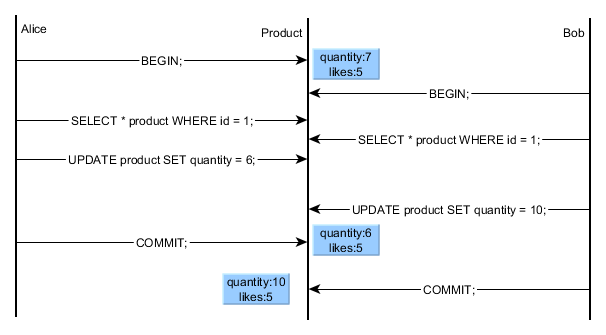 Alice
Product
Bob
BEGIN;
quantity:7
likes:5
BEGIN;
SELECT * product WHERE id = 1;
SELECT * product WHERE id = 1;
UPDATE product SET quantity = 6;
UPDATE product SET quantity = 10;
COMMIT;
quantity:6
likes:5
quantity:10
likes:5
COMMIT;